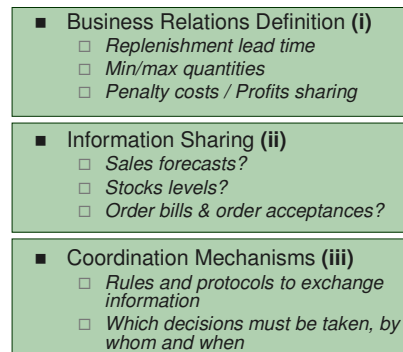 ■ Business Relations Definition (i)
□ Replenishment lead time
□ Min/max quantities
□ Penalty costs / Profits sharing
■ Information Sharing (ii)
□ Sales forecasts?
□ Stocks levels?
□ Order bills & order acceptances?
■ Coordination Mechanisms (iii)
□ Rules and protocols to exchange
information
□ Which decisions must be taken, by
whom and when